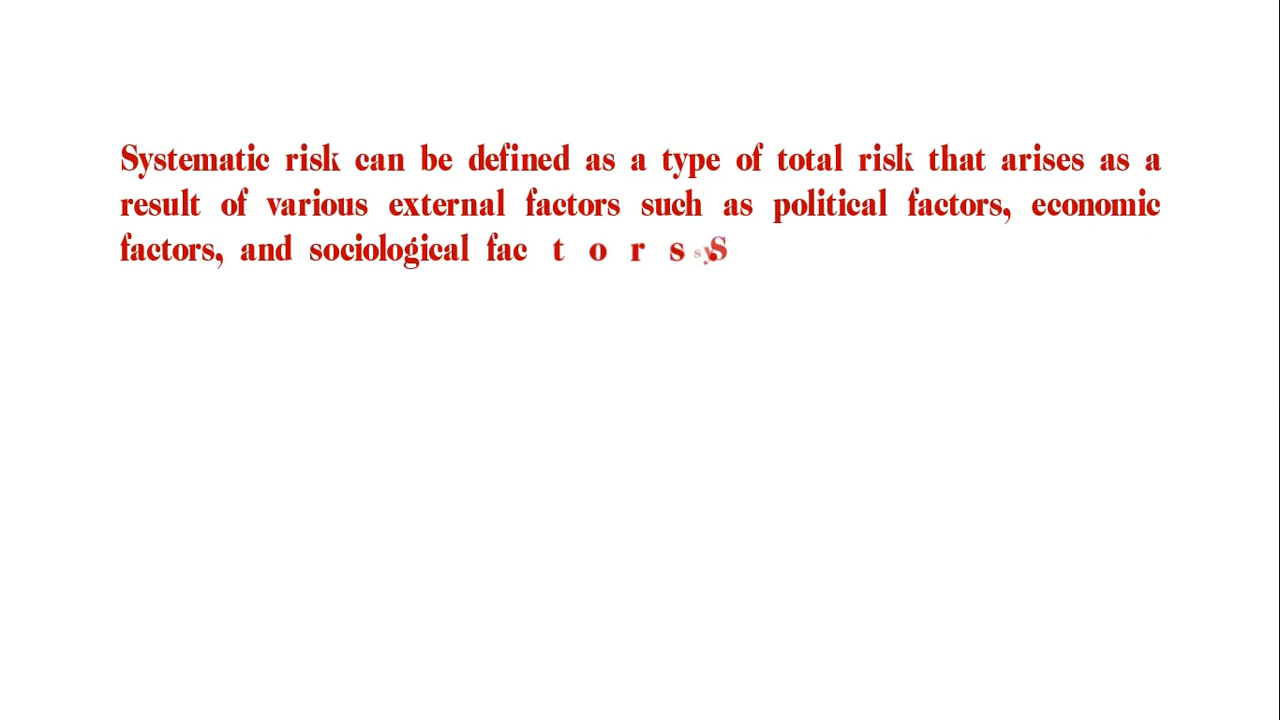 Systematic risk can be defined as a type of total risk that arises as a
result of various external factors such as political factors, economic
factors, and sociological factors